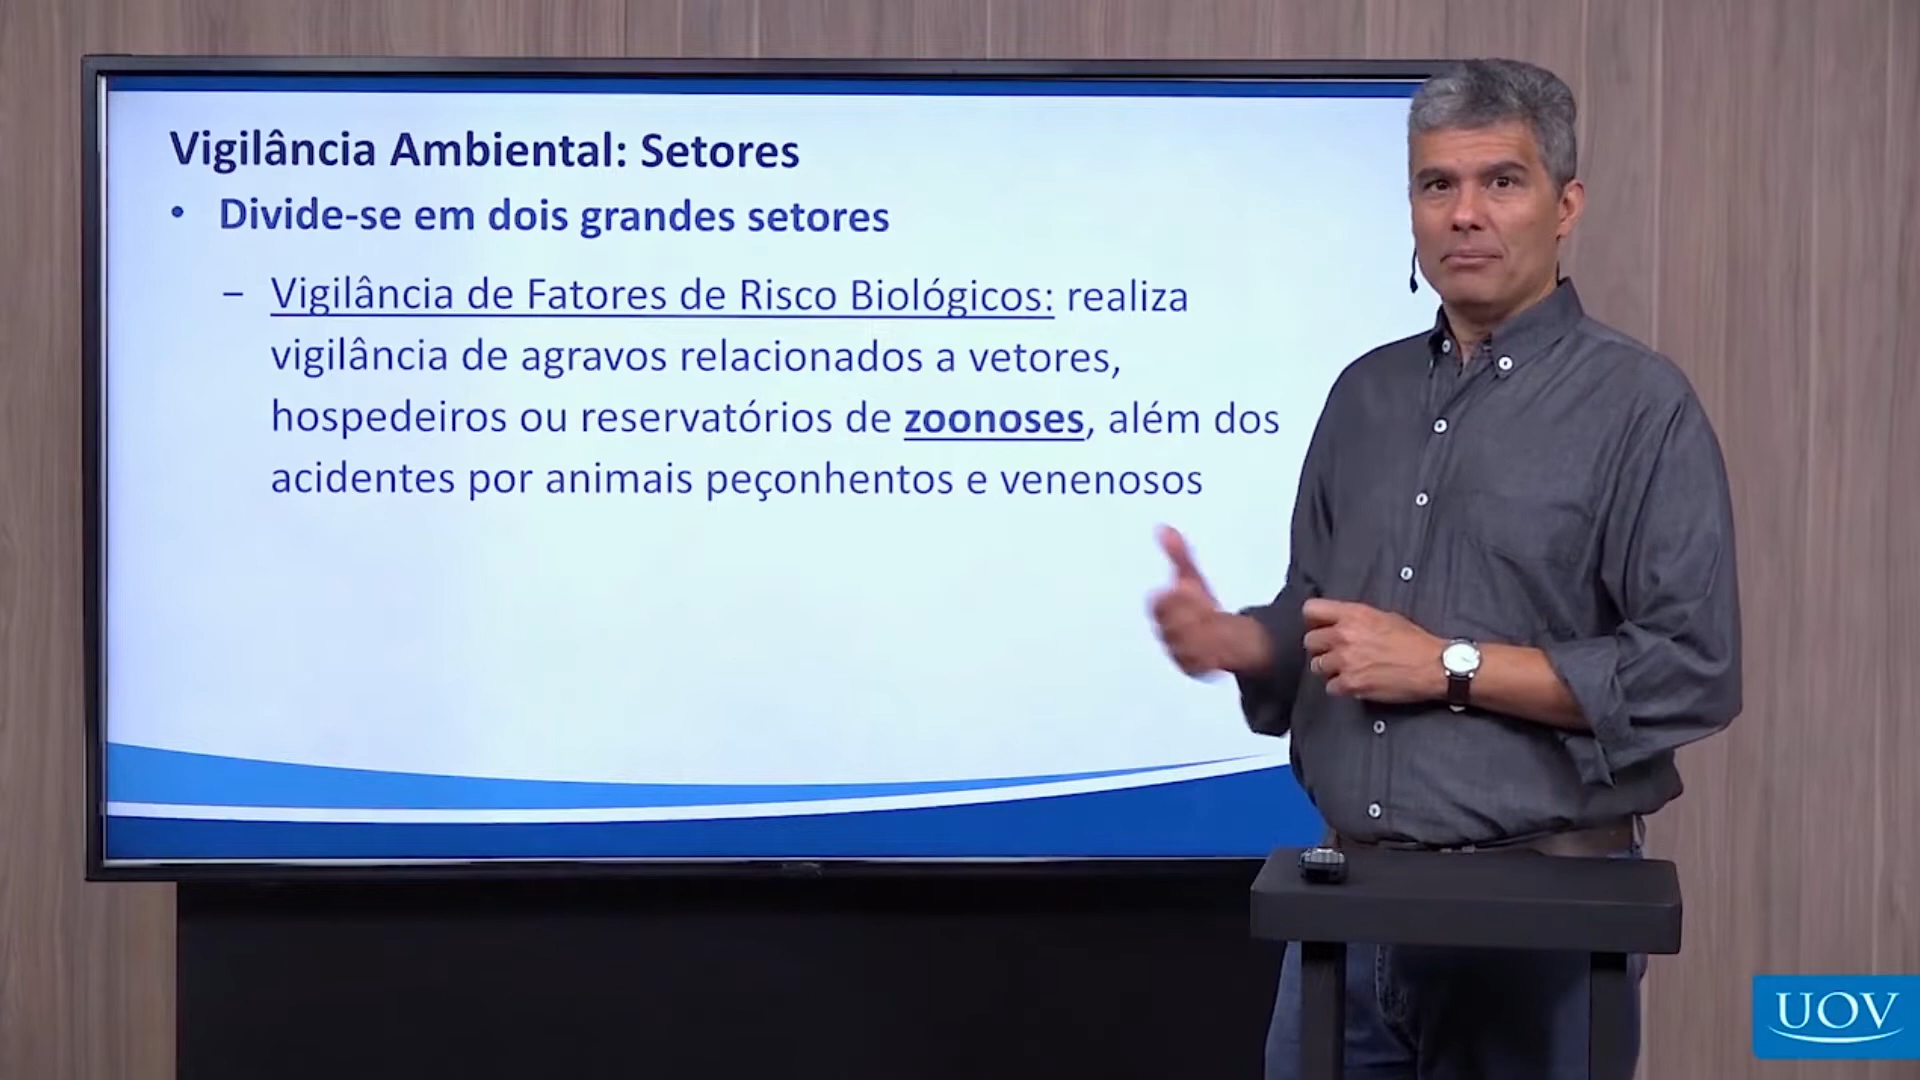 Vigilância Ambiental: Setores
• Divide-se em dois grandes setores
– Vigilância de Fatores de Risco Biológicos: realiza
vigilância de agravos relacionados a vetores,
hospedeiros ou reservatórios de zoonoses, além dos
acidentes por animais peçonhentos e venenosos
UOV